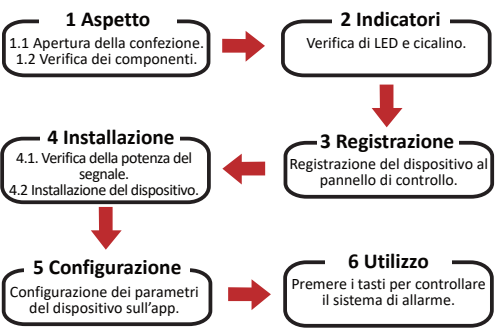 1 Aspetto
1.1 Apertura della confezione.
1.2 Verifica dei componenti.
2 Indicatori
Verifica di LED e cicalino.
3 Registrazione
Registrazione del dispositivo al
pannello di controllo.
4 Installazione
4.1. Verifica della potenza del
segnale.
4.2 Installazione del dispositivo.
5 Configurazione
Configurazione dei parametri
del dispositivo sull'app.
6 Utilizzo
Premere i tasti per controllare
il sistema di allarme.